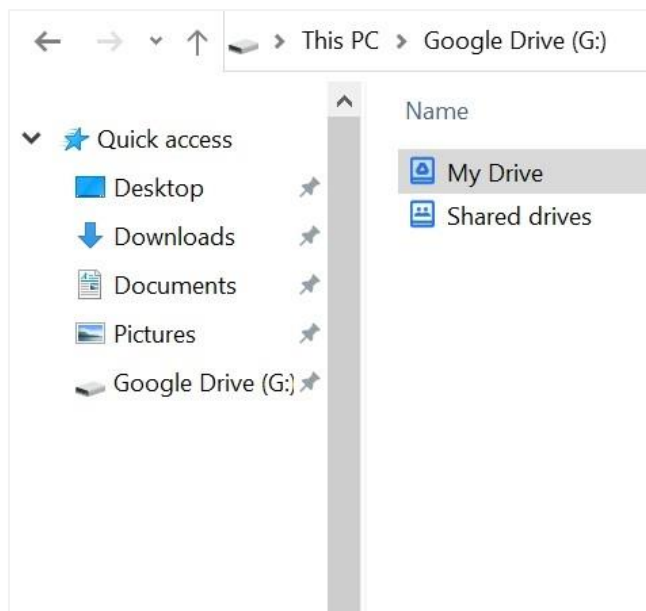 This PC > Google Drive (G:)
Quick access
Desktop
Downloads
Documents
Pictures
Google Drive (G:)
Name
My Drive
Shared drives